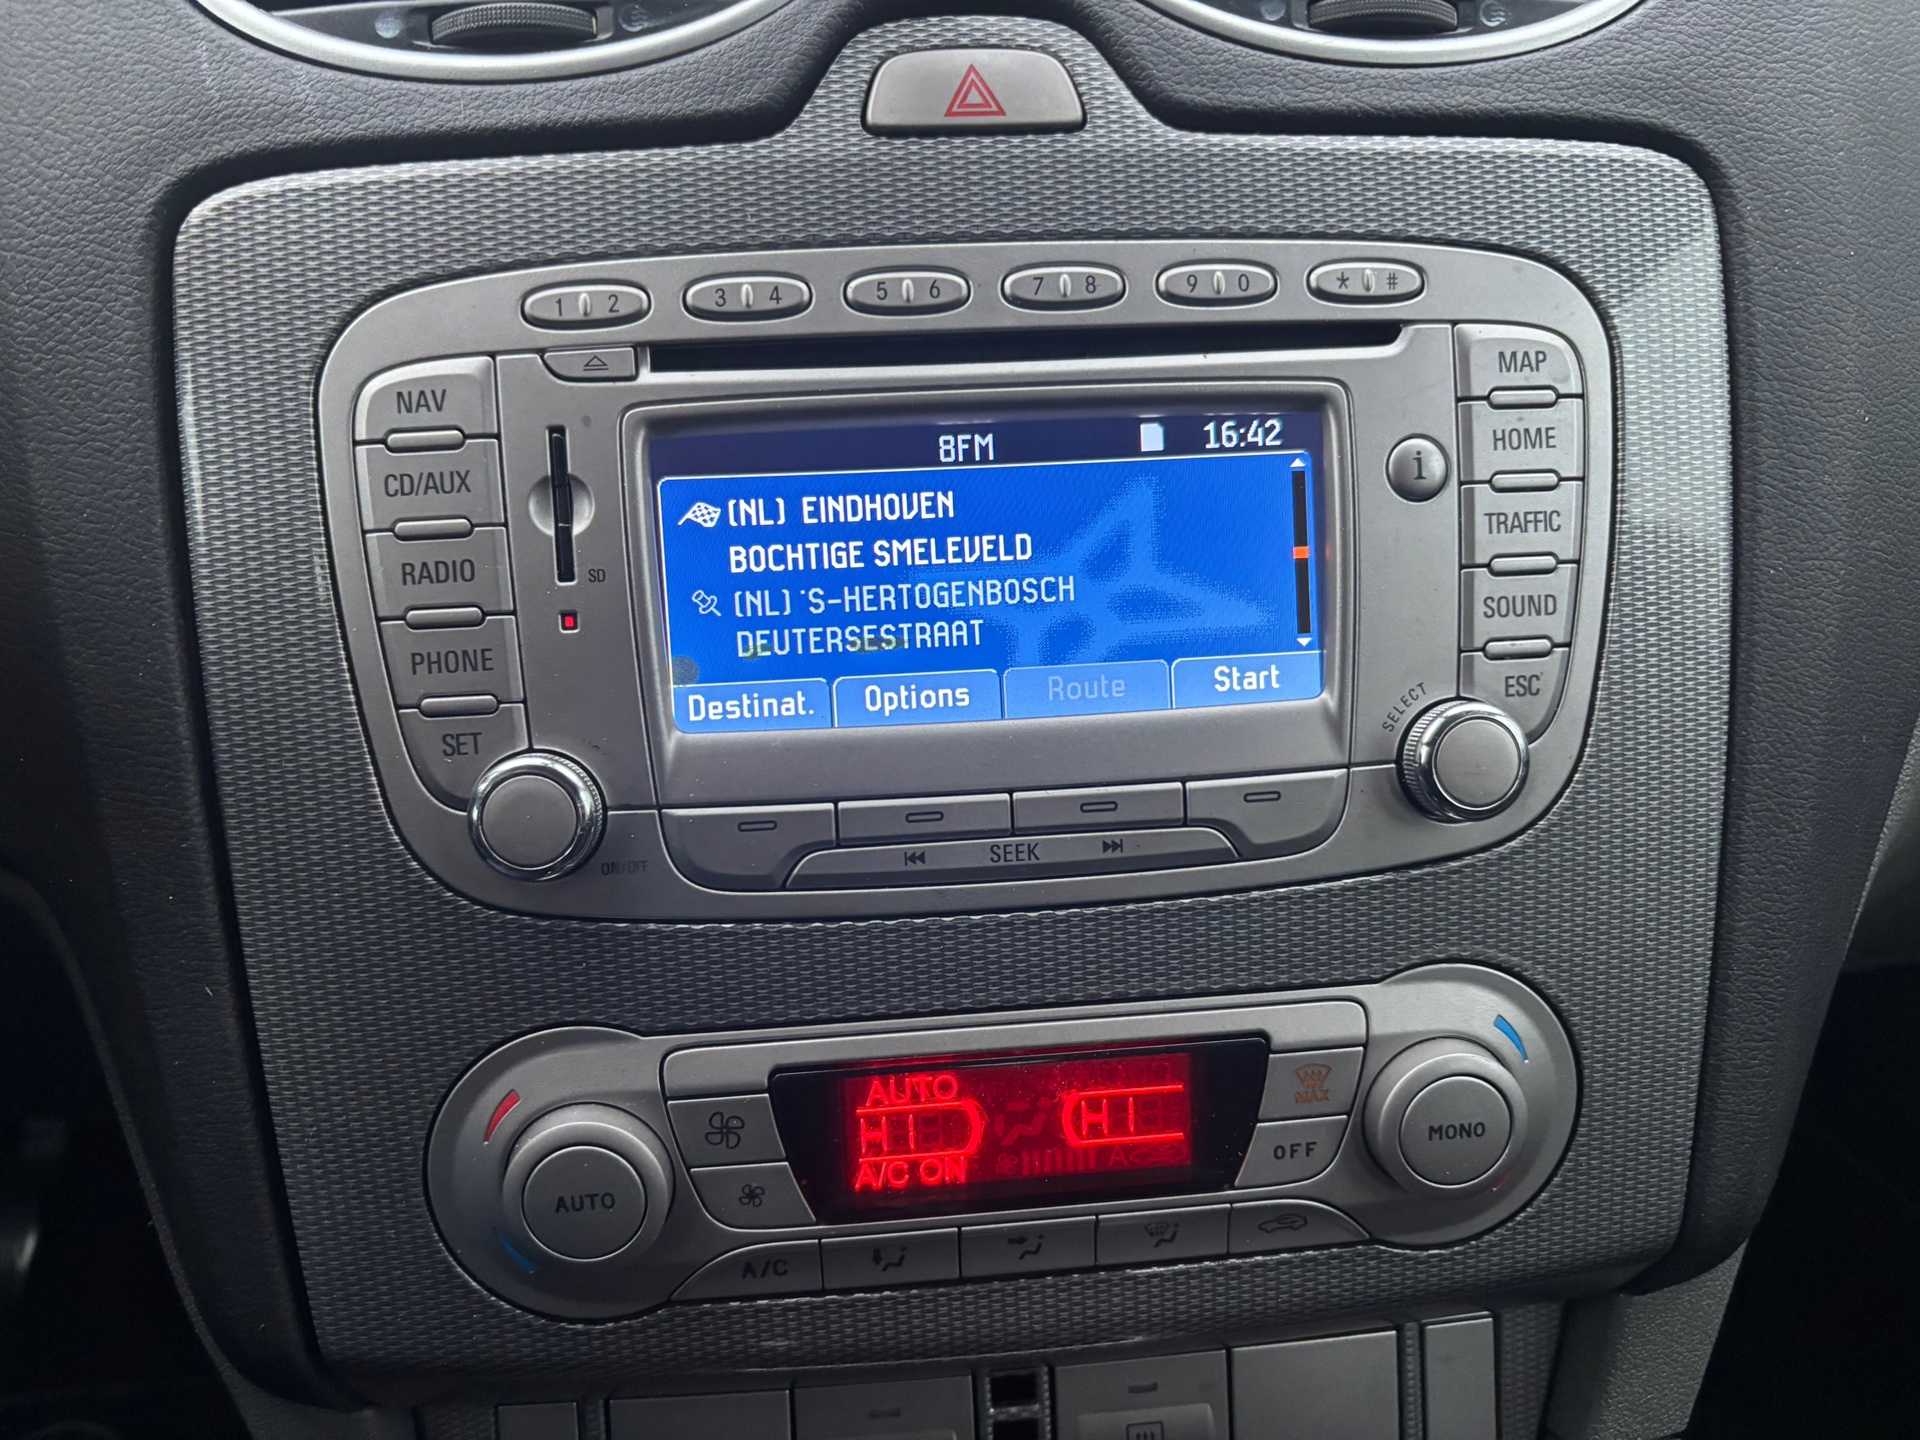 1 2
3 4
5 6
7 8
9 0
* #
NAV
CD/AUX
RADIO
PHONE
SET
SD
8FM 16:42
(NL) EINDHOVEN
BOCHTIGE SMELEVELD
(NL) 'S-HERTOGENBOSCH
DEUTERSESTRAAT
Destinat. Options Route Start
i
MAP
HOME
TRAFFIC
SOUND
ESC
SELECT
ON/OFF
SEEK
AUTO
HI HI
A/C ON A
AUTO
MAX
OFF
MONO
A/C